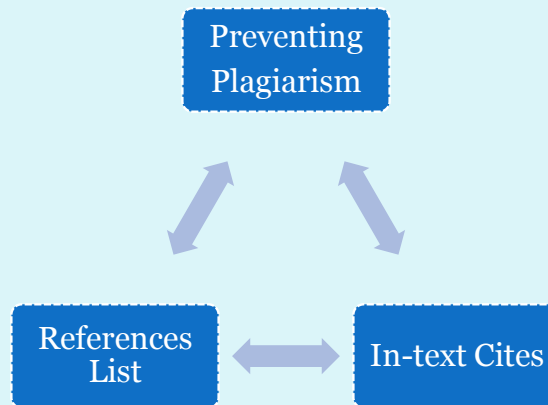 Preventing
Plagiarism
References
List
In-text Cites